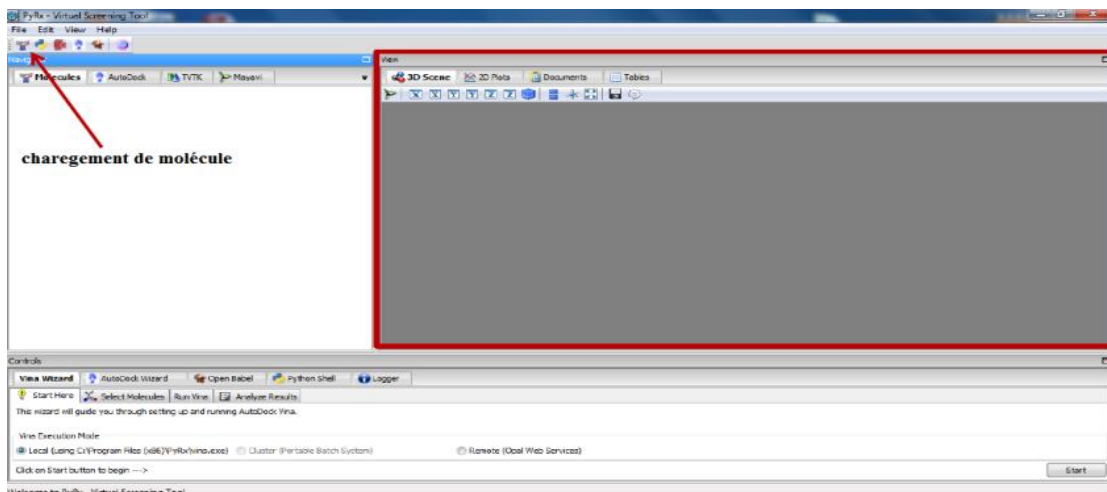 PyRx - Virtual Screening Tool
File Edit View Help
View
Molecules AutoDock TVTK Mayavi
3D Scene 2D Plots Documents Tables
X X Y Y Z Z
charegement de molécule
Controls
Vina Wizard AutoDock Wizard Open Babel Python Shell Logger
Start Here Select Molecules Run Vina Analyze Results
This wizard will guide you through setting up and running AutoDock Vina.
Vina Execution Mode
Local (using C:\Program Files (x86)\PyRx\vina.exe) Cluster (Portable Batch System) Remote (Opal Web Services)
Click on Start button to begin --->
Start
Welcome to PyRx - Virtual Screening Tool